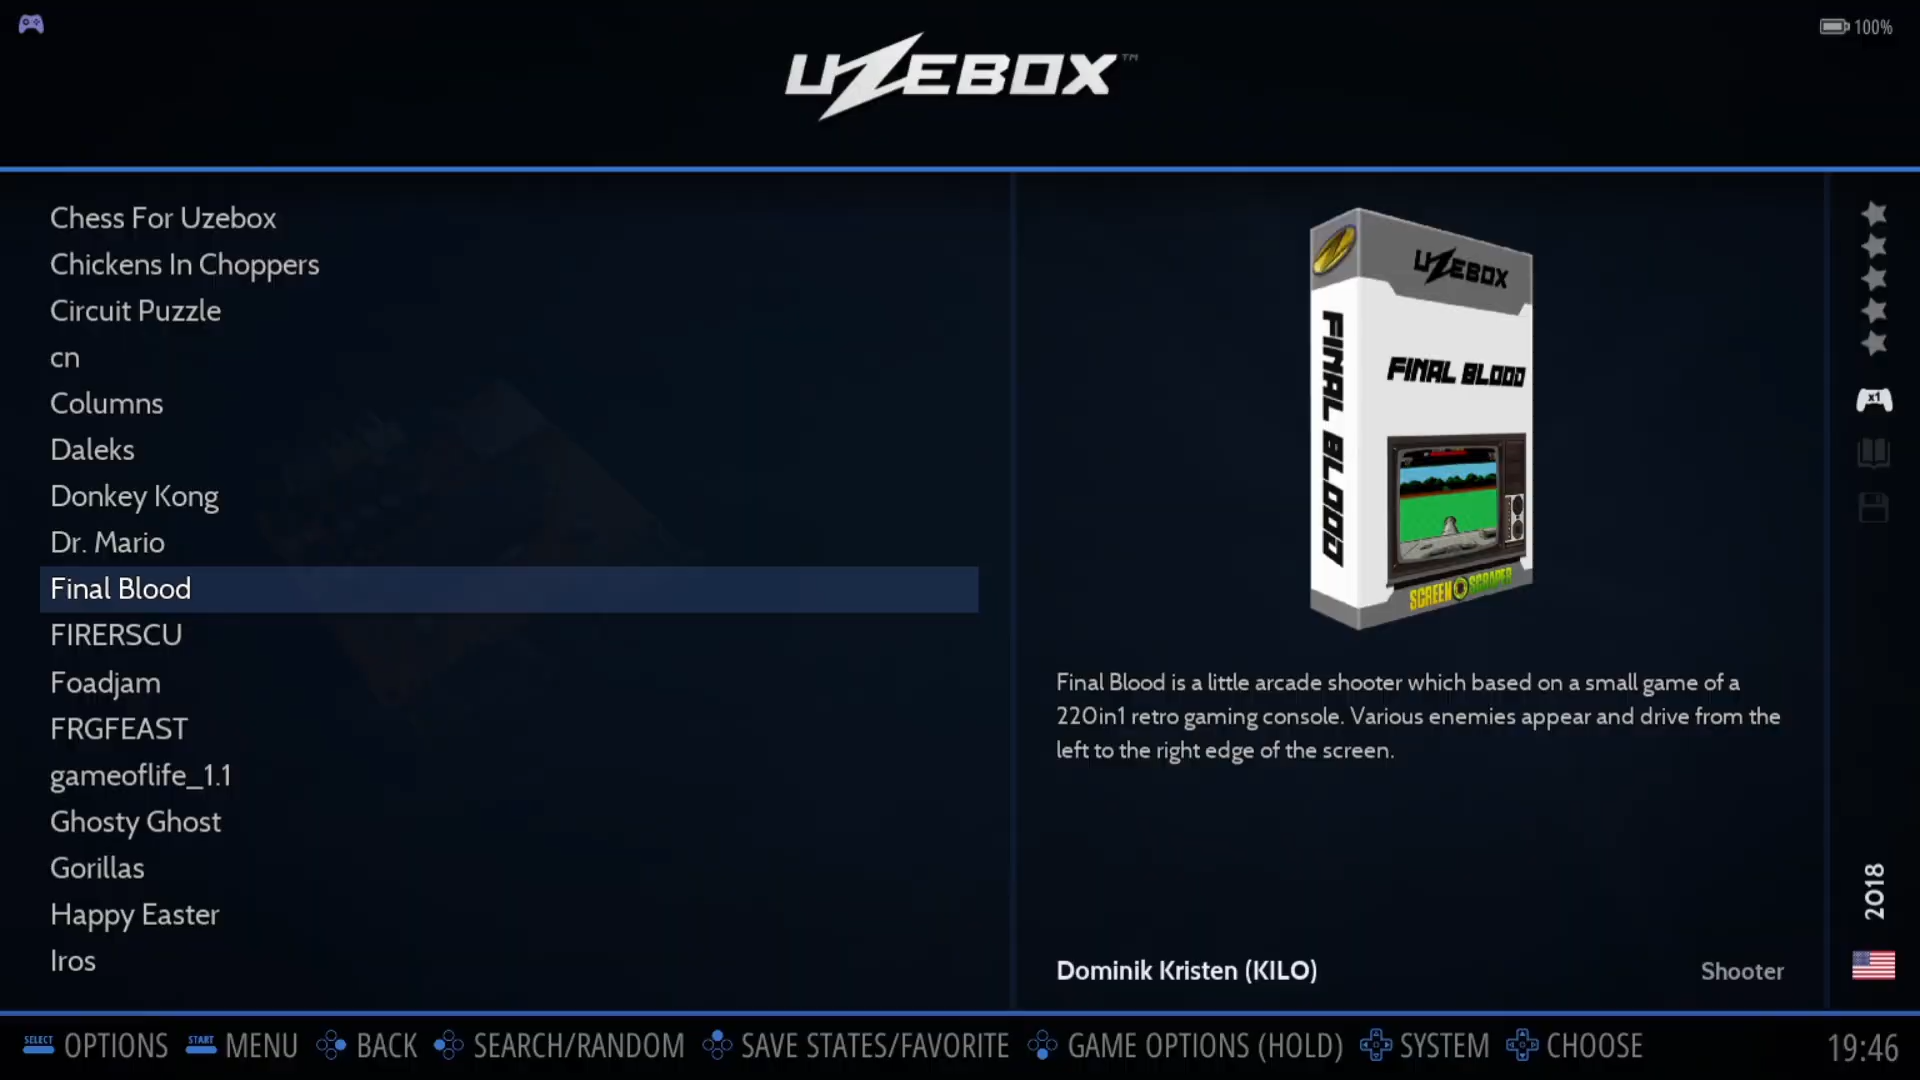 100%
UZEBOX™
Chess For Uzebox
Chickens In Choppers
Circuit Puzzle
cn
Columns
Daleks
Donkey Kong
Dr. Mario
Final Blood
FIRERSCU
Foadjam
FRGFEAST
gameoflife_1.1
Ghosty Ghost
Gorillas
Happy Easter
Iros
UZEBOX
FINAL BLOOD
FINAL BLOOD
SCREEN SCRAPER
Final Blood is a little arcade shooter which based on a small game of a
220in1 retro gaming console. Various enemies appear and drive from the
left to the right edge of the screen.
Dominik Kristen (KILO)
Shooter
x1
2018
SELECT OPTIONS START MENU BACK SEARCH/RANDOM SAVE STATES/FAVORITE GAME OPTIONS (HOLD) SYSTEM CHOOSE 19:46